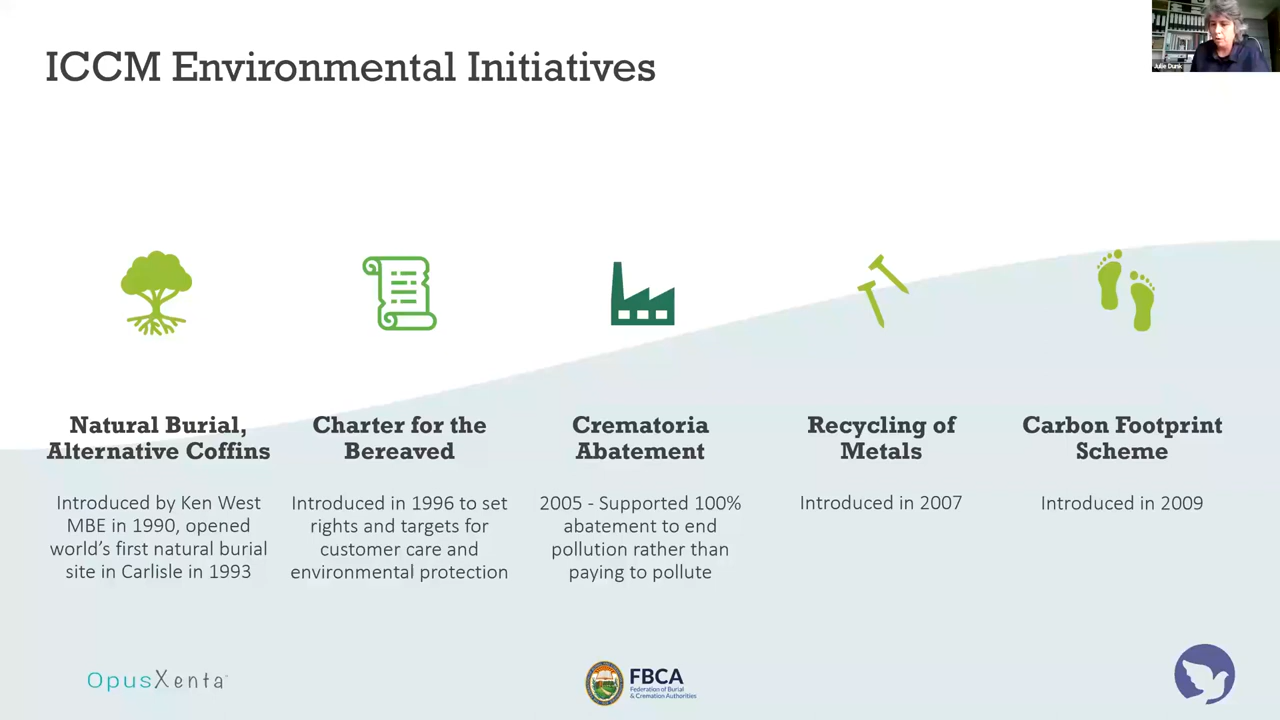 ICCM Environmental Initiatives
Julie Dunk
Natural Burial,
Alternative Coffins
Introduced by Ken West
MBE in 1990, opened
world's first natural burial
site in Carlisle in 1993
Charter for the
Bereaved
Introduced in 1996 to set
rights and targets for
customer care and
environmental protection
Crematoria
Abatement
2005 - Supported 100%
abatement to end
pollution rather than
paying to pollute
Recycling of
Metals
Introduced in 2007
Carbon Footprint
Scheme
Introduced in 2009
OpusXenta
FBCA
Federation of Burial
& Cremation Authorities